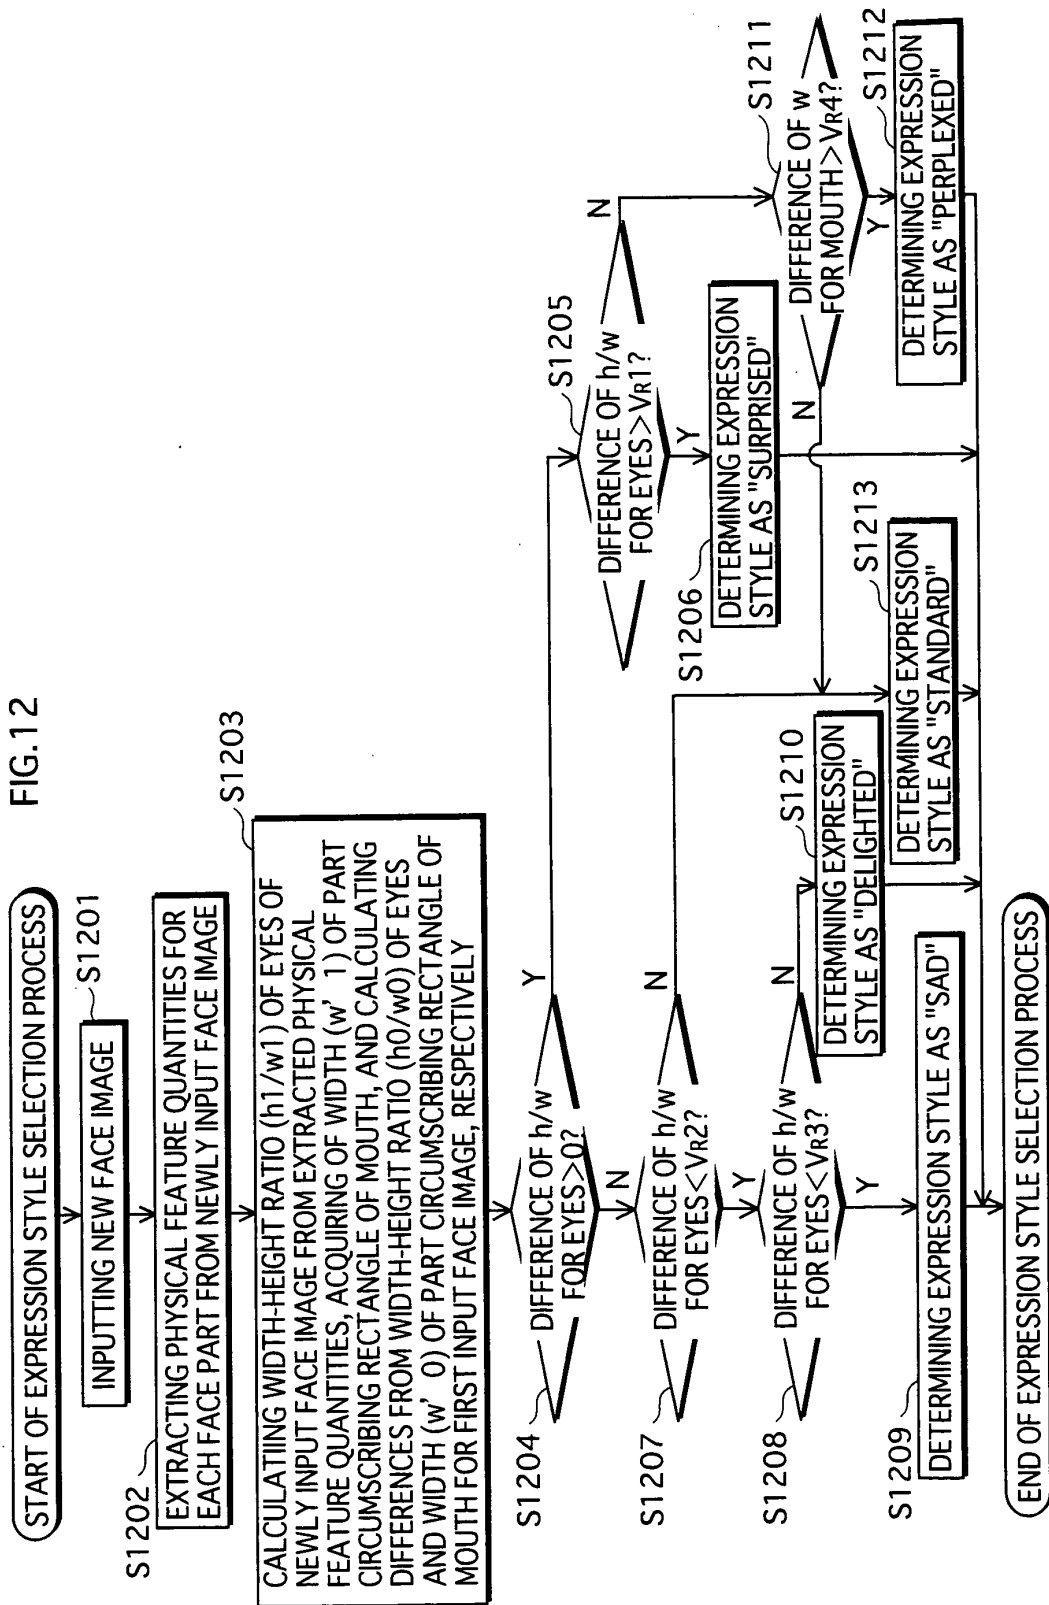 FIG.12
START OF EXPRESSION STYLE SELECTION PROCESS
S1201
INPUTTING NEW FACE IMAGE
S1202
EXTRACTING PHYSICAL FEATURE QUANTITIES FOR
EACH FACE PART FROM NEWLY INPUT FACE IMAGE
S1203
CALCULATIING WIDTH-HEIGHT RATIO (h1/w1) OF EYES OF
NEWLY INPUT FACE IMAGE FROM EXTRACTED PHYSICAL
FEATURE QUANTITIES, ACQUIRING OF WIDTH (w' 1) OF PART
CIRCUMSCRIBING RECTANGLE OF MOUTH, AND CALCULATING
DIFFERENCES FROM WIDTH-HEIGHT RATIO (h0/w0) OF EYES
AND WIDTH (w' 0) OF PART CIRCUMSCRIBING RECTANGLE OF
MOUTH FOR FIRST INPUT FACE IMAGE, RESPECTIVELY
S1204
DIFFERENCE OF h/w
FOR EYES>0?
Y
N
S1205
DIFFERENCE OF h/w
FOR EYES>VR1?
N
Y
S1206
DETERMINING EXPRESSION
STYLE AS "SURPRISED"
S1207
DIFFERENCE OF h/w
FOR EYES<VR2?
N
Y
S1208
DIFFERENCE OF h/w
FOR EYES<VR3?
N
Y
S1209
DETERMINING EXPRESSION STYLE AS "SAD"
S1210
DETERMINING EXPRESSION
STYLE AS "DELIGHTED"
S1211
DIFFERENCE OF w
FOR MOUTH>VR4?
N
Y
S1212
DETERMINING EXPRESSION
STYLE AS "PERPLEXED"
S1213
DETERMINING EXPRESSION
STYLE AS "STANDARD"
END OF EXPRESSION STYLE SELECTION PROCESS